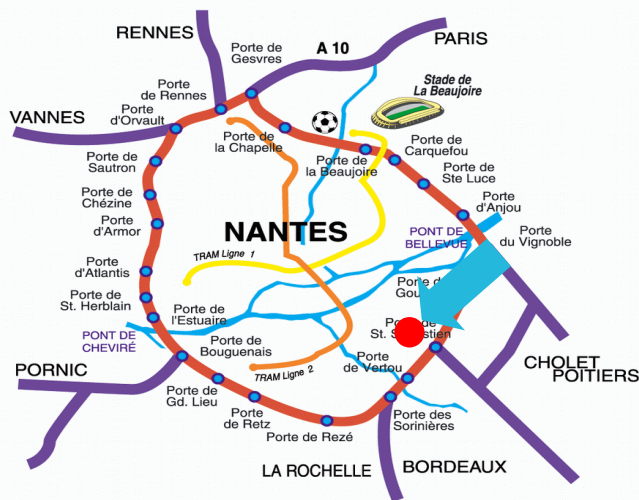 RENNES
Porte de
Gesvres
A 10
PARIS
Porte
de Rennes
Stade de
La Beaujoire
VANNES
Porte
d'Orvault
Porte de
la Chapelle
Porte de
Carquefou
Porte de
Sautron
Porte de
la Beaujoire
Porte de
Ste Luce
Porte de
Chézine
Porte
d'Anjou
Porte
d'Armor
NANTES
PONT DE
BELLEVUE
Porte
du Vignoble
TRAM Ligne 1
Porte
d'Atlantis
Porte de
St. Herblain
Porte de
l'Estuaire
St.
PONT DE
CHEVIRÉ
Porte de
Bouguenais
Porte
de Vertou
CHOLET
POITIERS
PORNIC
TRAM Ligne 2
Porte de
Gd. Lieu
Porte
de Retz
Porte des
Sorinières
Porte de Rezé
LA ROCHELLE
BORDEAUX